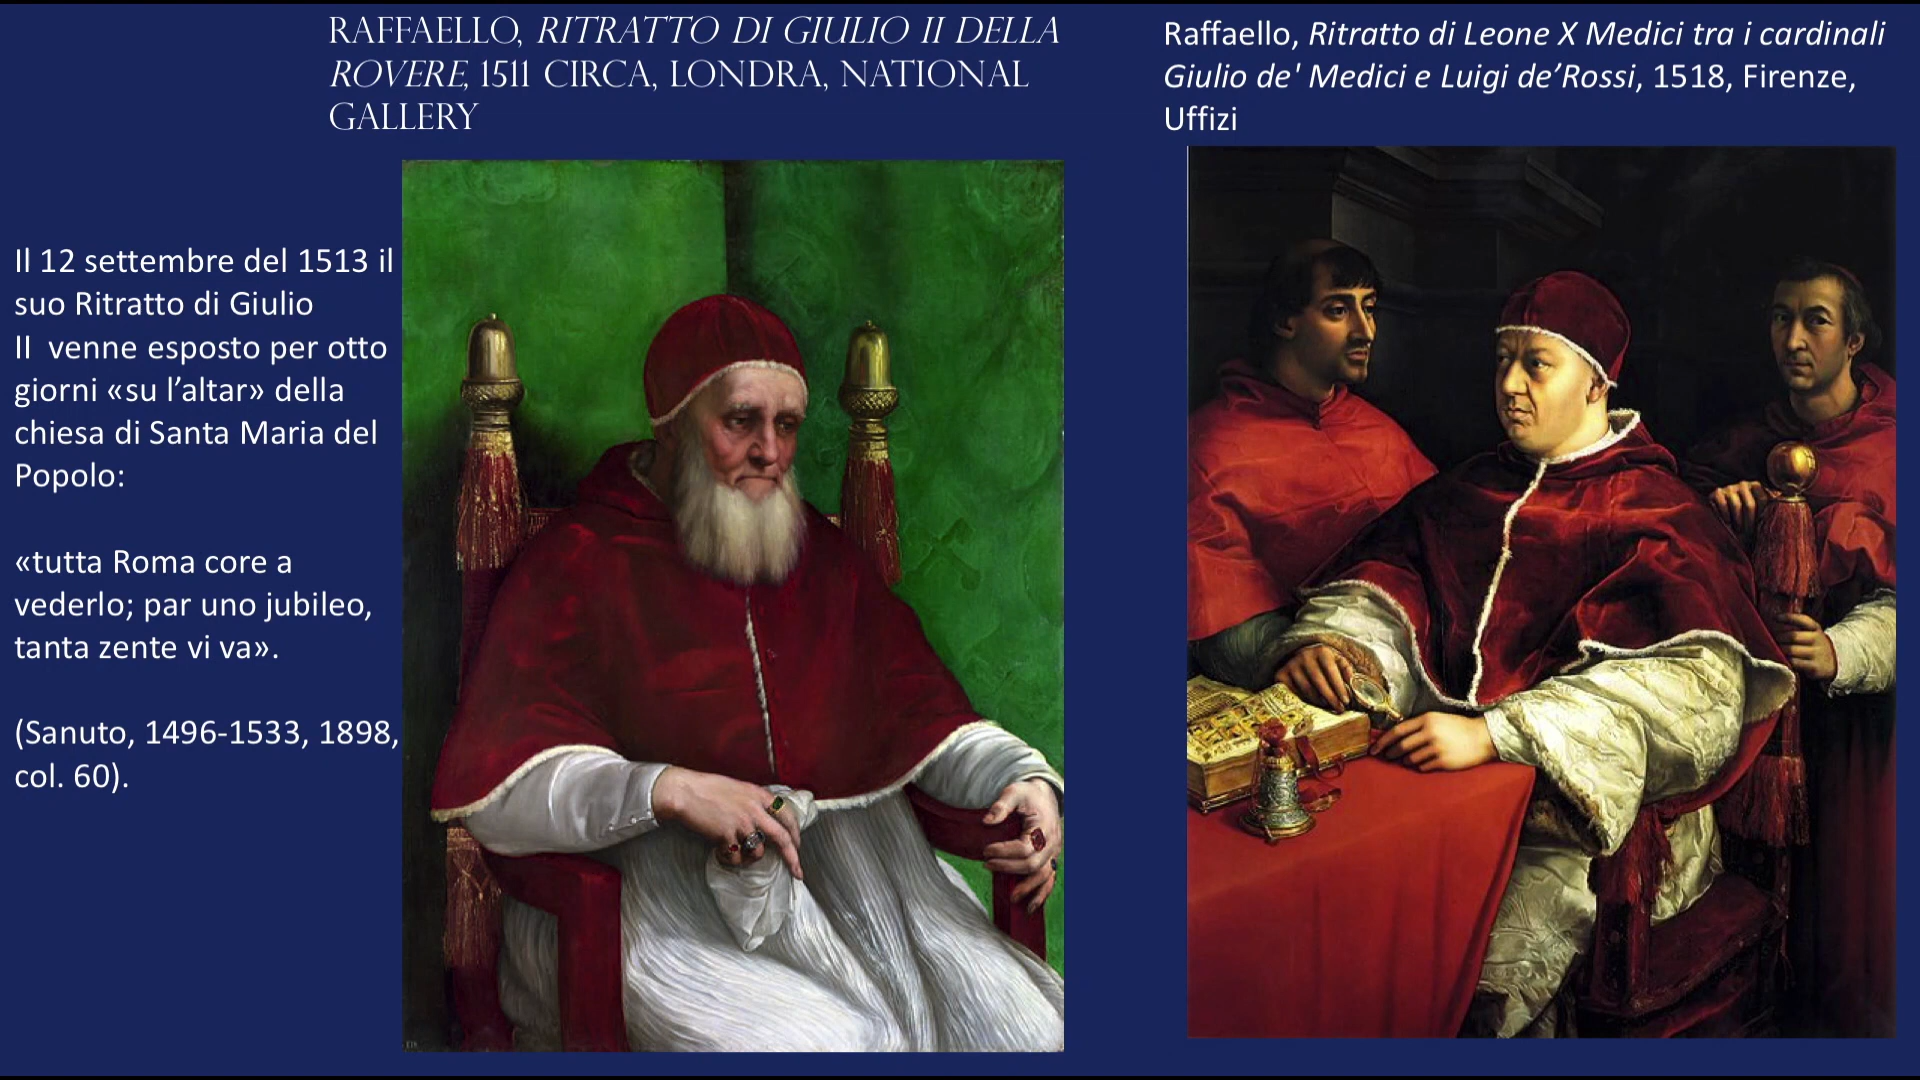 RAFFAELLO, RITRATTO DI GIULIO II DELLA
ROVERE, 1511 CIRCA, LONDRA, NATIONAL
GALLERY
Raffaello, Ritratto di Leone X Medici tra i cardinali
Giulio de' Medici e Luigi de’Rossi, 1518, Firenze,
Uffizi
Il 12 settembre del 1513 il
suo Ritratto di Giulio
II  venne esposto per otto
giorni «su l’altar» della
chiesa di Santa Maria del
Popolo:
«tutta Roma core a
vederlo; par uno jubileo,
tanta zente vi va».
(Sanuto, 1496-1533, 1898,
col. 60).